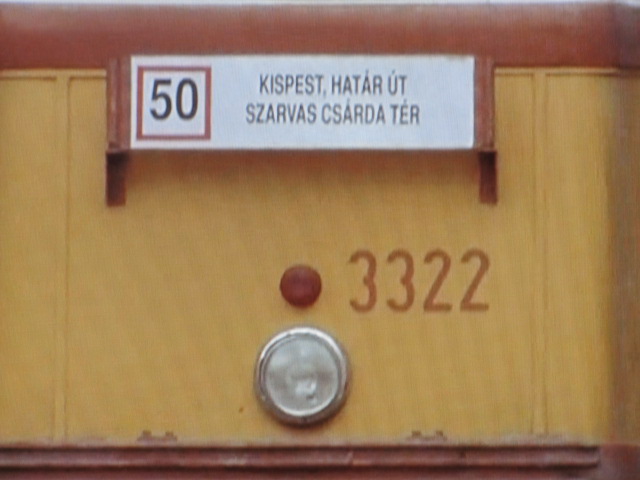 50
KISPEST, HATÁR ÚT
SZARVAS CSÁRDA TÉR
3322